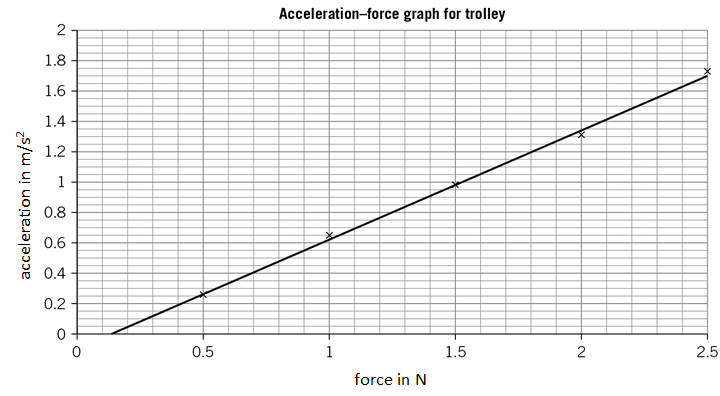 Acceleration–force graph for trolley
acceleration in m/s²
2
1.8
1.6
1.4
1.2
1
0.8
0.6
0.4
0.2
0
0 0.5 1 1.5 2 2.5
force in N